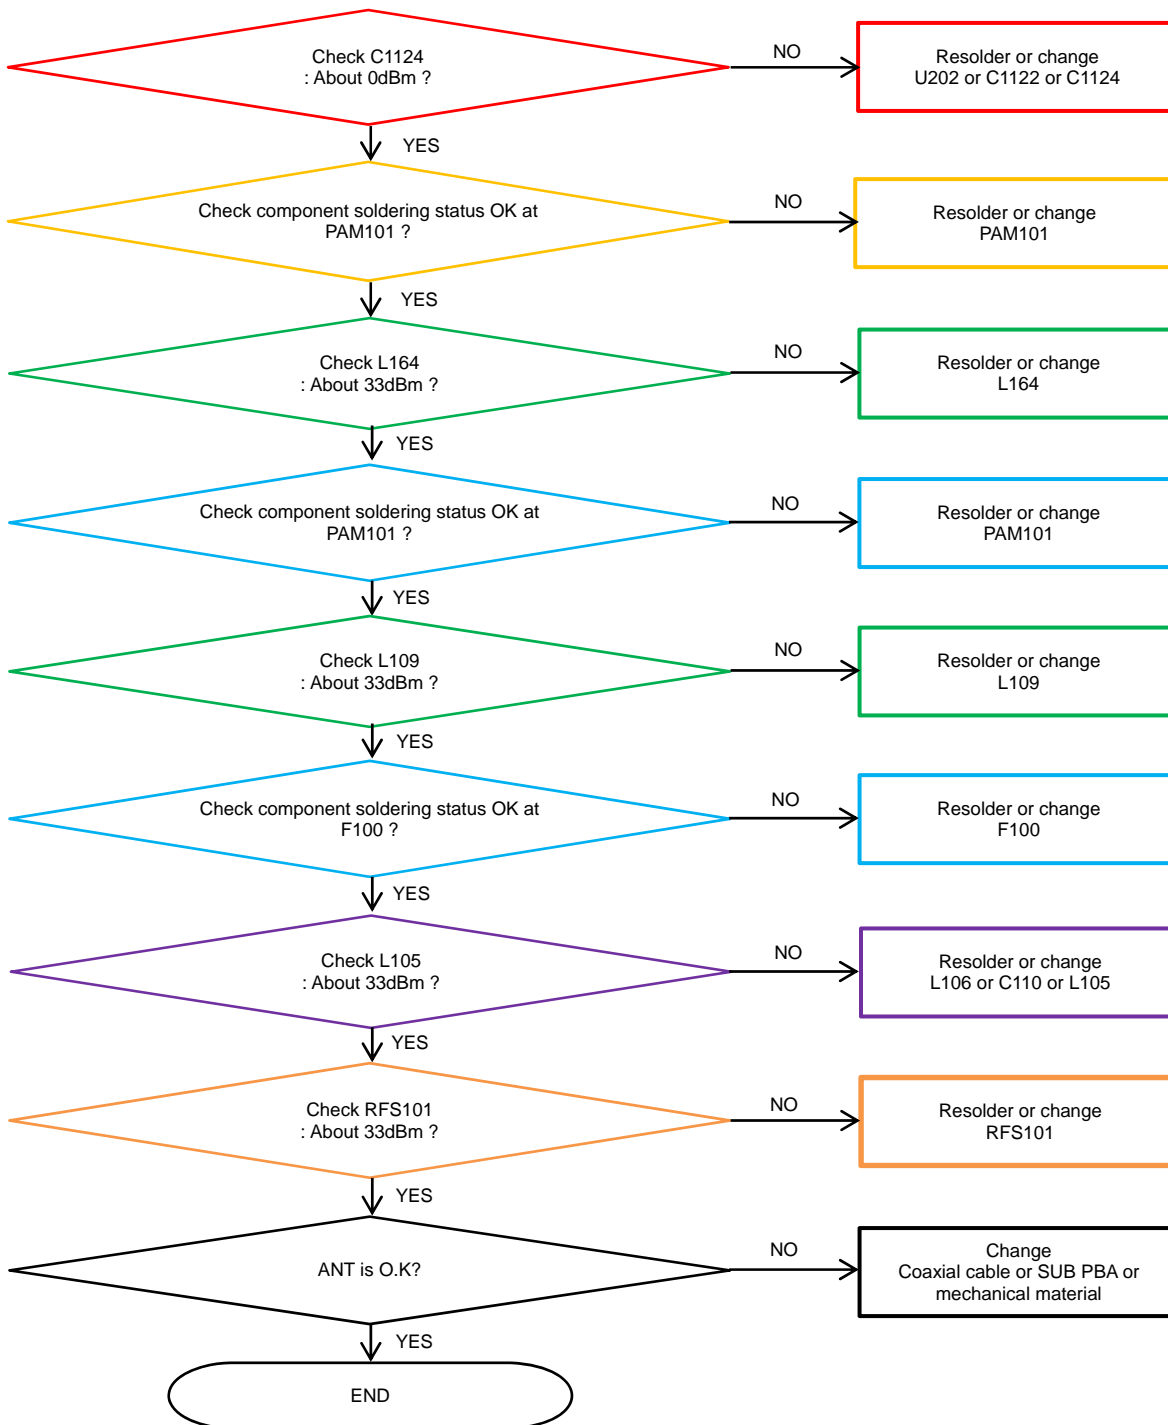 Check C1124
: About 0dBm ?
NO
Resolder or change
U202 or C1122 or C1124
YES
Check component soldering status OK at
PAM101 ?
NO
Resolder or change
PAM101
YES
Check L164
: About 33dBm ?
NO
Resolder or change
L164
YES
Check component soldering status OK at
PAM101 ?
NO
Resolder or change
PAM101
YES
Check L109
: About 33dBm ?
NO
Resolder or change
L109
YES
Check component soldering status OK at
F100 ?
NO
Resolder or change
F100
YES
Check L105
: About 33dBm ?
NO
Resolder or change
L106 or C110 or L105
YES
Check RFS101
: About 33dBm ?
NO
Resolder or change
RFS101
YES
ANT is O.K?
NO
Change
Coaxial cable or SUB PBA or
mechanical material
YES
END